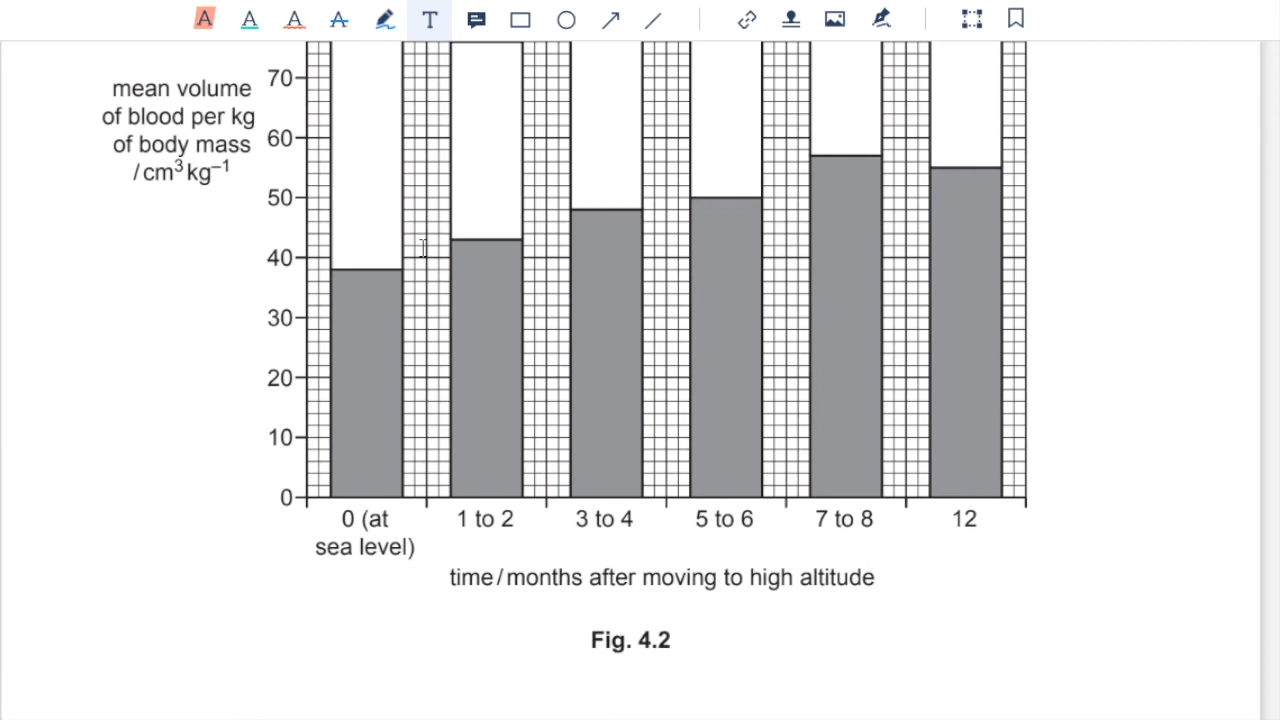 A A A A T
mean volume
of blood per kg
of body mass
/ cm³ kg⁻¹
70
60
50
40
30
20
10
0
0 (at
sea level)
1 to 2
3 to 4
5 to 6
7 to 8
12
time / months after moving to high altitude
Fig. 4.2